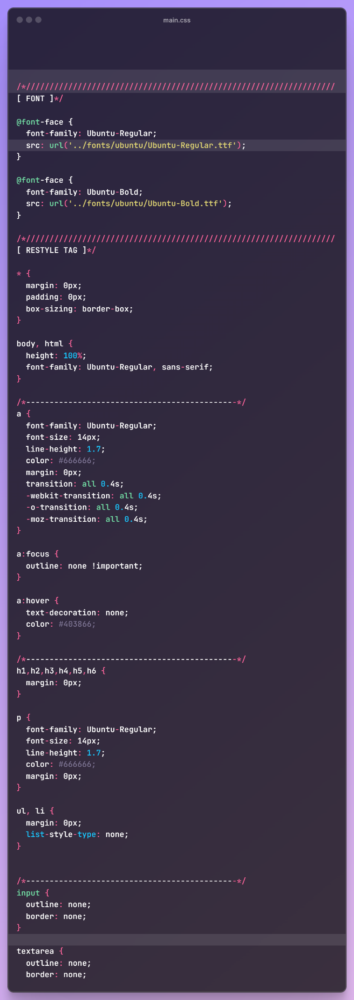 main.css
/*//////////////////////////////////////////////////////////////////
[ FONT ]*/
@font-face {
  font-family: Ubuntu-Regular;
  src: url('../fonts/ubuntu/Ubuntu-Regular.ttf');
}
@font-face {
  font-family: Ubuntu-Bold;
  src: url('../fonts/ubuntu/Ubuntu-Bold.ttf');
}
/*//////////////////////////////////////////////////////////////////
[ RESTYLE TAG ]*/
* {
  margin: 0px;
  padding: 0px;
  box-sizing: border-box;
}
body, html {
  height: 100%;
  font-family: Ubuntu-Regular, sans-serif;
}
/*---------------------------------------------*/
a {
  font-family: Ubuntu-Regular;
  font-size: 14px;
  line-height: 1.7;
  color: #666666;
  margin: 0px;
  transition: all 0.4s;
  -webkit-transition: all 0.4s;
  -o-transition: all 0.4s;
  -moz-transition: all 0.4s;
}
a:focus {
  outline: none !important;
}
a:hover {
  text-decoration: none;
  color: #403866;
}
/*---------------------------------------------*/
h1,h2,h3,h4,h5,h6 {
  margin: 0px;
}
p {
  font-family: Ubuntu-Regular;
  font-size: 14px;
  line-height: 1.7;
  color: #666666;
  margin: 0px;
}
ul, li {
  margin: 0px;
  list-style-type: none;
}
/*---------------------------------------------*/
input {
  outline: none;
  border: none;
}
textarea {
  outline: none;
  border: none;